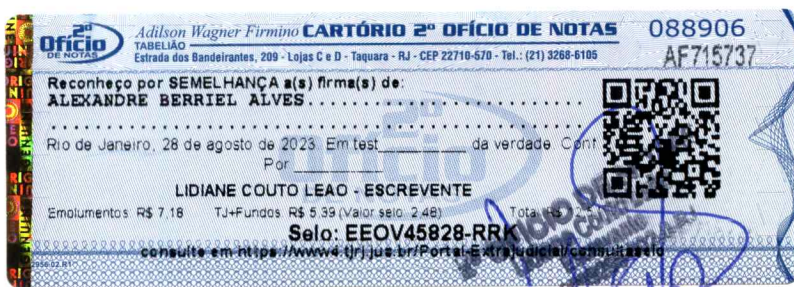 2º
Ofício
DE NOTAS
Adilson Wagner Firmino CARTÓRIO 2º OFÍCIO DE NOTAS
TABELIÃO
Estrada dos Bandeirantes, 209 - Lojas C e D - Taquara - RJ - CEP 22710-570 - Tel.: (21) 3268-6105
088906
AF715737
Reconheço por SEMELHANÇA a(s) firma(s) de:
ALEXANDRE BERRIEL ALVES
Rio de Janeiro, 28 de agosto de 2023. Em test__________ da verdade. Conf
Por __________
LIDIANE COUTO LEAO - ESCREVENTE
Emolumentos: R$ 7.18 TJ+Fundos: R$ 5.39 (Valor selo: 2.48) Total: R$
Selo: EEOV45828-RRK
consulte em https://www4.tjrj.jus.br/Portal-Extrajudicial/consultaselo